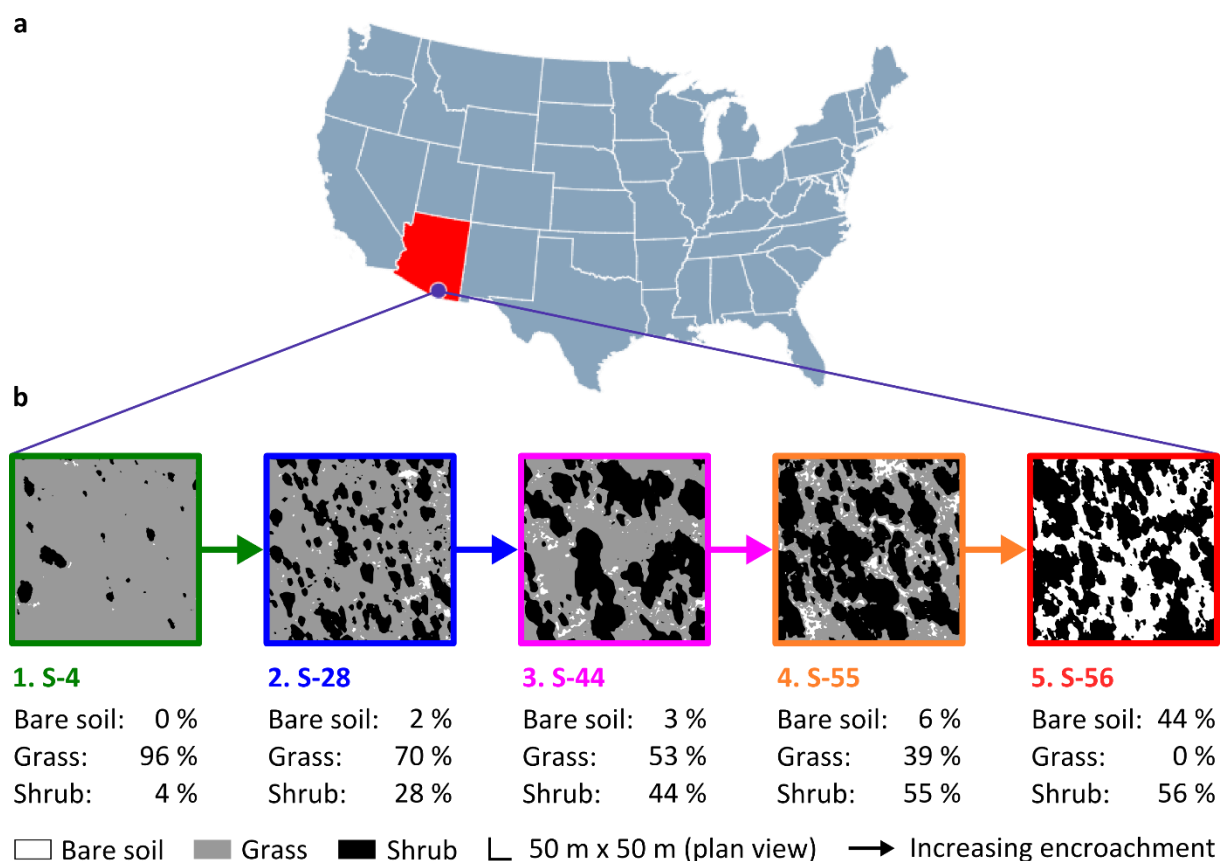 a
b
1. S-4 2. S-28 3. S-44 4. S-55 5. S-56
Bare soil: 0 % Bare soil: 2 % Bare soil: 3 % Bare soil: 6 % Bare soil: 44 %
Grass: 96 % Grass: 70 % Grass: 53 % Grass: 39 % Grass: 0 %
Shrub: 4 % Shrub: 28 % Shrub: 44 % Shrub: 55 % Shrub: 56 %
Bare soil Grass Shrub 50 m x 50 m (plan view) Increasing encroachment